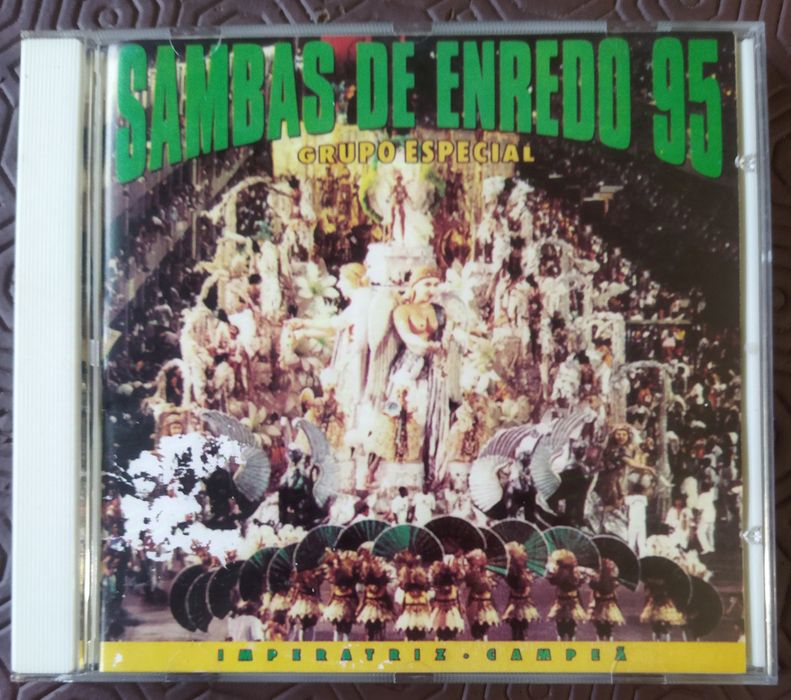 SAMBAS DE ENREDO 95
GRUPO ESPECIAL
IMPERATRIZ • CAMPEÃ